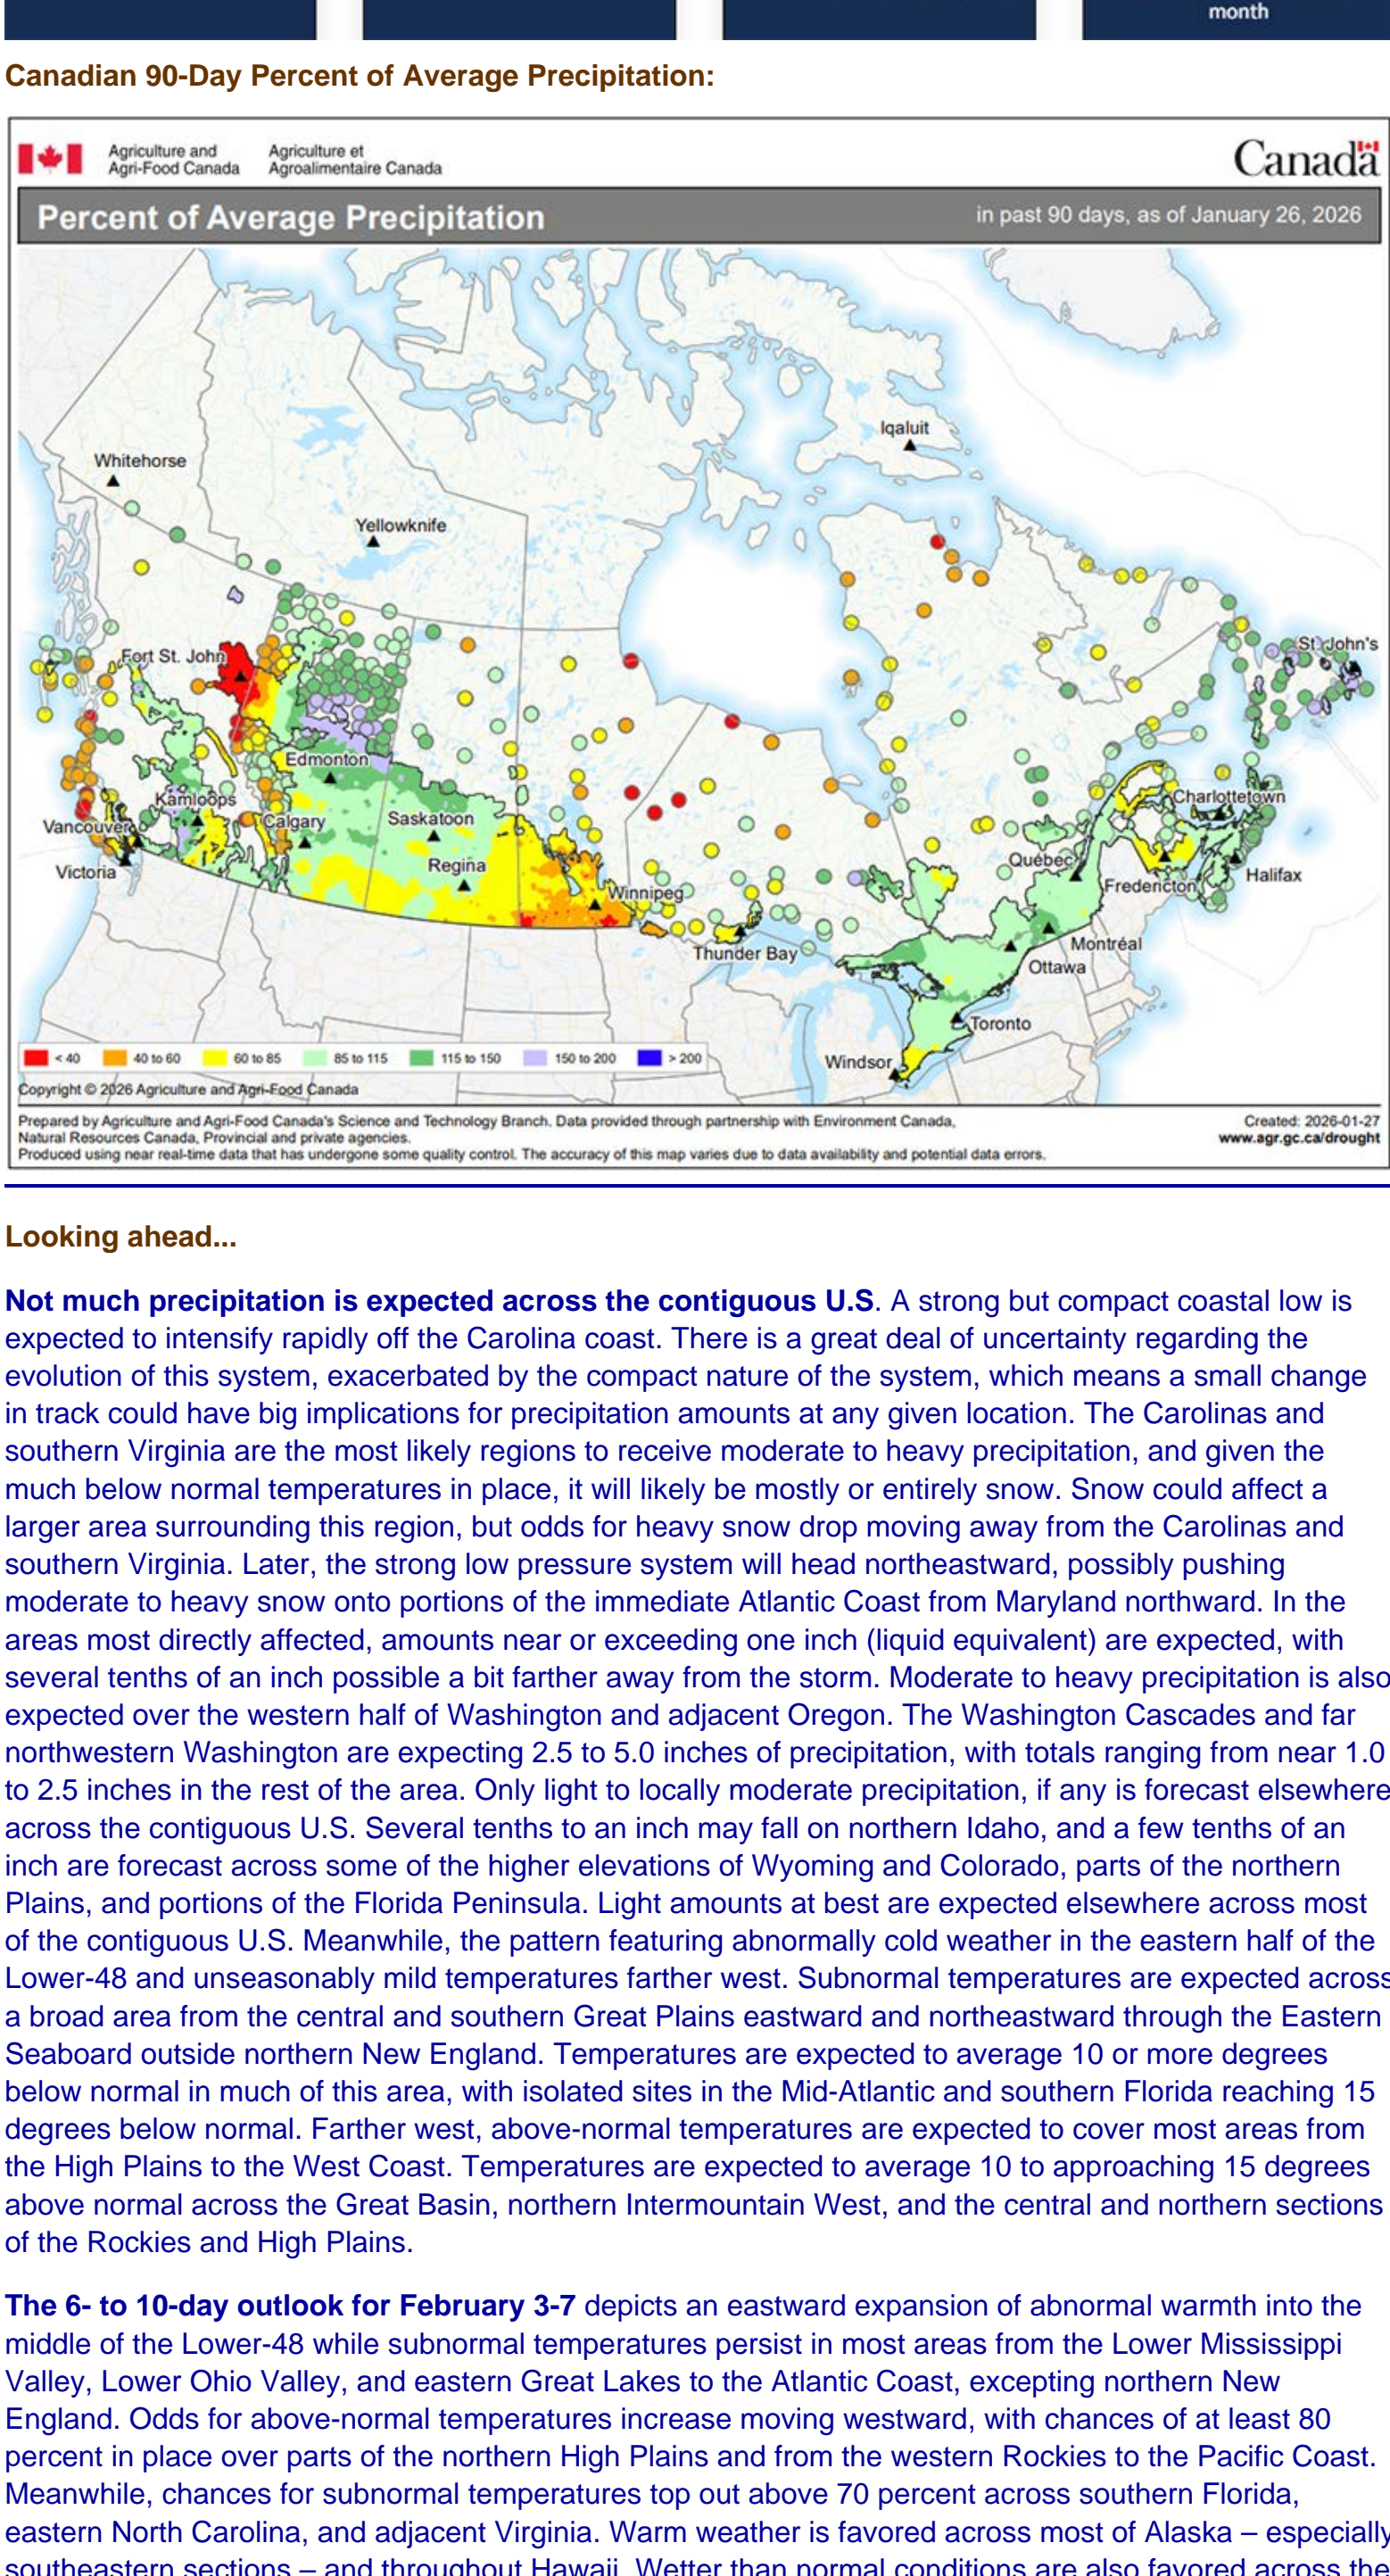 month
Canadian 90-Day Percent of Average Precipitation:
Agriculture and
Agri-Food Canada
Agriculture et
Agroalimentaire Canada
Canada
Percent of Average Precipitation
in past 90 days, as of January 26, 2026
Iqaluit
Whitehorse
Yellowknife
Fort St. John
St. John's
Edmonton
Kamloops
Calgary
Saskatoon
Charlottetown
Vancouver
Victoria
Regina
Québec
Halifax
Fredericton
Winnipeg
Thunder Bay
Montréal
Ottawa
Toronto
Windsor
< 40
40 to 60
60 to 85
85 to 115
115 to 150
150 to 200
> 200
Copyright © 2026 Agriculture and Agri-Food Canada
Prepared by Agriculture and Agri-Food Canada's Science and Technology Branch. Data provided through partnership with Environment Canada,
Natural Resources Canada, Provincial and private agencies.
Produced using near real-time data that has undergone some quality control. The accuracy of this map varies due to data availability and potential data errors.
Created: 2026-01-27
www.agr.gc.ca/drought
Looking ahead...
Not much precipitation is expected across the contiguous U.S. A strong but compact coastal low is
expected to intensify rapidly off the Carolina coast. There is a great deal of uncertainty regarding the
evolution of this system, exacerbated by the compact nature of the system, which means a small change
in track could have big implications for precipitation amounts at any given location. The Carolinas and
southern Virginia are the most likely regions to receive moderate to heavy precipitation, and given the
much below normal temperatures in place, it will likely be mostly or entirely snow. Snow could affect a
larger area surrounding this region, but odds for heavy snow drop moving away from the Carolinas and
southern Virginia. Later, the strong low pressure system will head northeastward, possibly pushing
moderate to heavy snow onto portions of the immediate Atlantic Coast from Maryland northward. In the
areas most directly affected, amounts near or exceeding one inch (liquid equivalent) are expected, with
several tenths of an inch possible a bit farther away from the storm. Moderate to heavy precipitation is also
expected over the western half of Washington and adjacent Oregon. The Washington Cascades and far
northwestern Washington are expecting 2.5 to 5.0 inches of precipitation, with totals ranging from near 1.0
to 2.5 inches in the rest of the area. Only light to locally moderate precipitation, if any is forecast elsewhere
across the contiguous U.S. Several tenths to an inch may fall on northern Idaho, and a few tenths of an
inch are forecast across some of the higher elevations of Wyoming and Colorado, parts of the northern
Plains, and portions of the Florida Peninsula. Light amounts at best are expected elsewhere across most
of the contiguous U.S. Meanwhile, the pattern featuring abnormally cold weather in the eastern half of the
Lower-48 and unseasonably mild temperatures farther west. Subnormal temperatures are expected across
a broad area from the central and southern Great Plains eastward and northeastward through the Eastern
Seaboard outside northern New England. Temperatures are expected to average 10 or more degrees
below normal in much of this area, with isolated sites in the Mid-Atlantic and southern Florida reaching 15
degrees below normal. Farther west, above-normal temperatures are expected to cover most areas from
the High Plains to the West Coast. Temperatures are expected to average 10 to approaching 15 degrees
above normal across the Great Basin, northern Intermountain West, and the central and northern sections
of the Rockies and High Plains.
The 6- to 10-day outlook for February 3-7 depicts an eastward expansion of abnormal warmth into the
middle of the Lower-48 while subnormal temperatures persist in most areas from the Lower Mississippi
Valley, Lower Ohio Valley, and eastern Great Lakes to the Atlantic Coast, excepting northern New
England. Odds for above-normal temperatures increase moving westward, with chances of at least 80
percent in place over parts of the northern High Plains and from the western Rockies to the Pacific Coast.
Meanwhile, chances for subnormal temperatures top out above 70 percent across southern Florida,
eastern North Carolina, and adjacent Virginia. Warm weather is favored across most of Alaska – especially
southeastern sections – and throughout Hawaii. Wetter than normal conditions are also favored across the